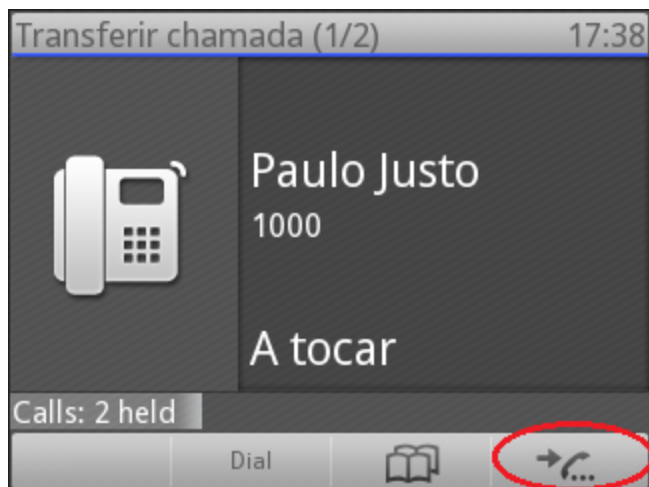 Transferir chamada (1/2) 17:38
Paulo Justo
1000
A tocar
Calls: 2 held
Dial